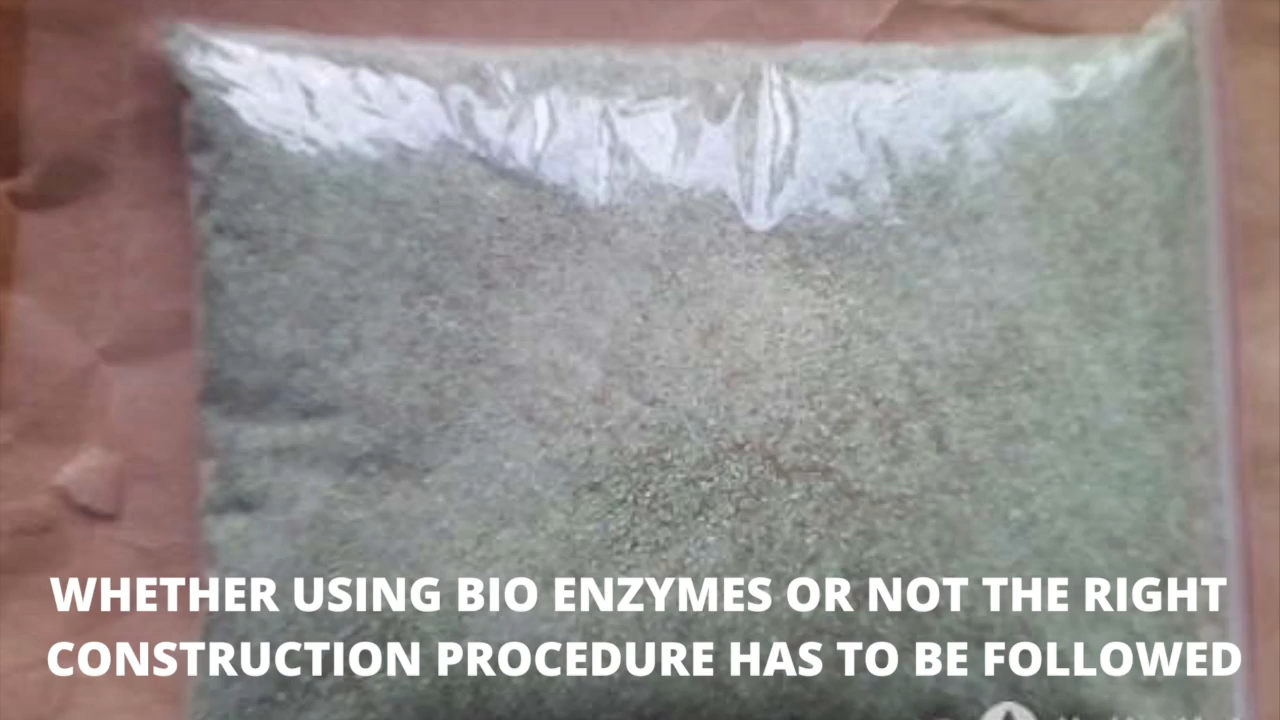 WHETHER USING BIO ENZYMES OR NOT THE RIGHT
CONSTRUCTION PROCEDURE HAS TO BE FOLLOWED